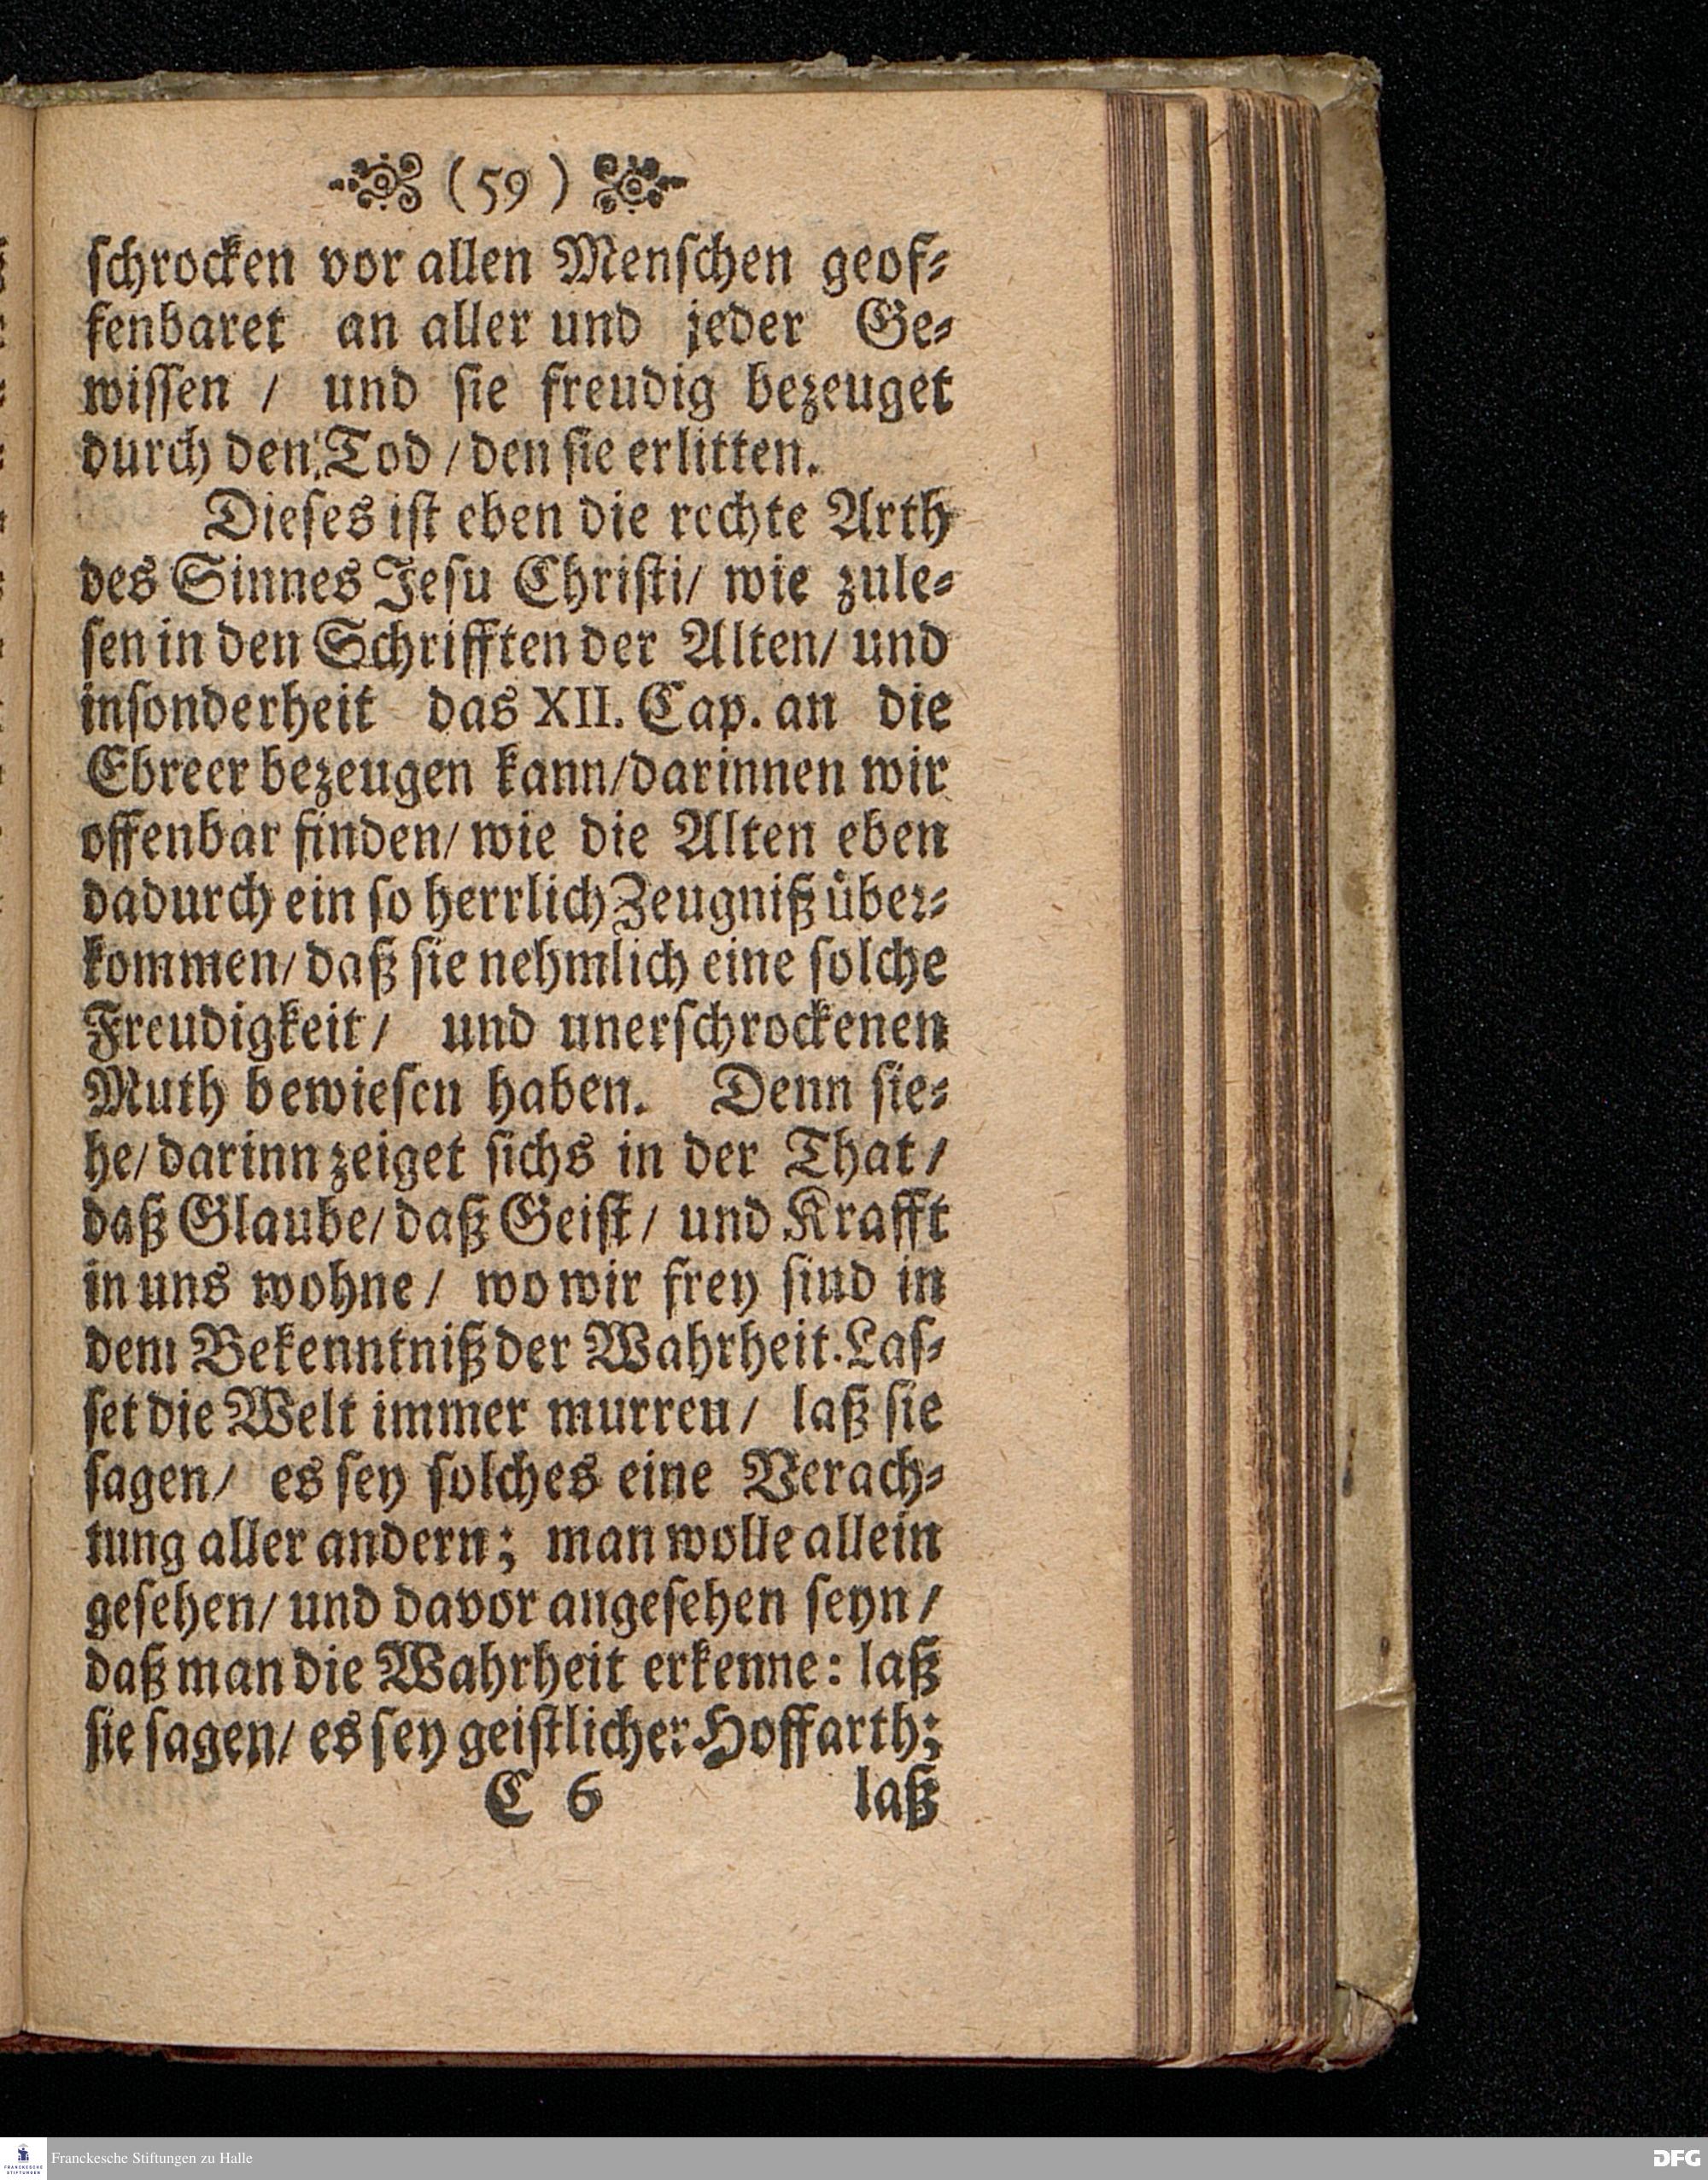 (59)
schrocken vor allen Menschen geof-
fenbaret an aller und jeder Ge-
wissen / und sie freudig bezeuget
durch den Tod / den sie erlitten.
Dieses ist eben die rechte Arth
des Sinnes Jesu Christi/ wie zule-
sen in den Schrifften der Alten/ und
insonderheit das XII. Cap. an die
Ebreer bezeugen kann/darinnen wir
offenbar finden/ wie die Alten eben
dadurch ein so herrlich Zeugniß über-
kommen/ daß sie nehmlich eine solche
Freudigkeit/ und unerschrockenen
Muth bewiesen haben. Denn sie-
he/ darinn zeiget sichs in der That/
daß Glaube/ daß Geist/ und Krafft
in uns wohne/ wo wir frey sind in
dem Bekenntniß der Wahrheit. Las-
set die Welt immer murren/ laß sie
sagen/ es sey solches eine Verach-
tung aller andern; man wolle allein
gesehen/ und davor angesehen seyn/
daß man die Wahrheit erkenne: laß
sie sagen/ es sey geistlicher Hoffarth;
C 6 laß
FRANCKESCHE STIFTUNGEN
Franckesche Stiftungen zu Halle
DFG